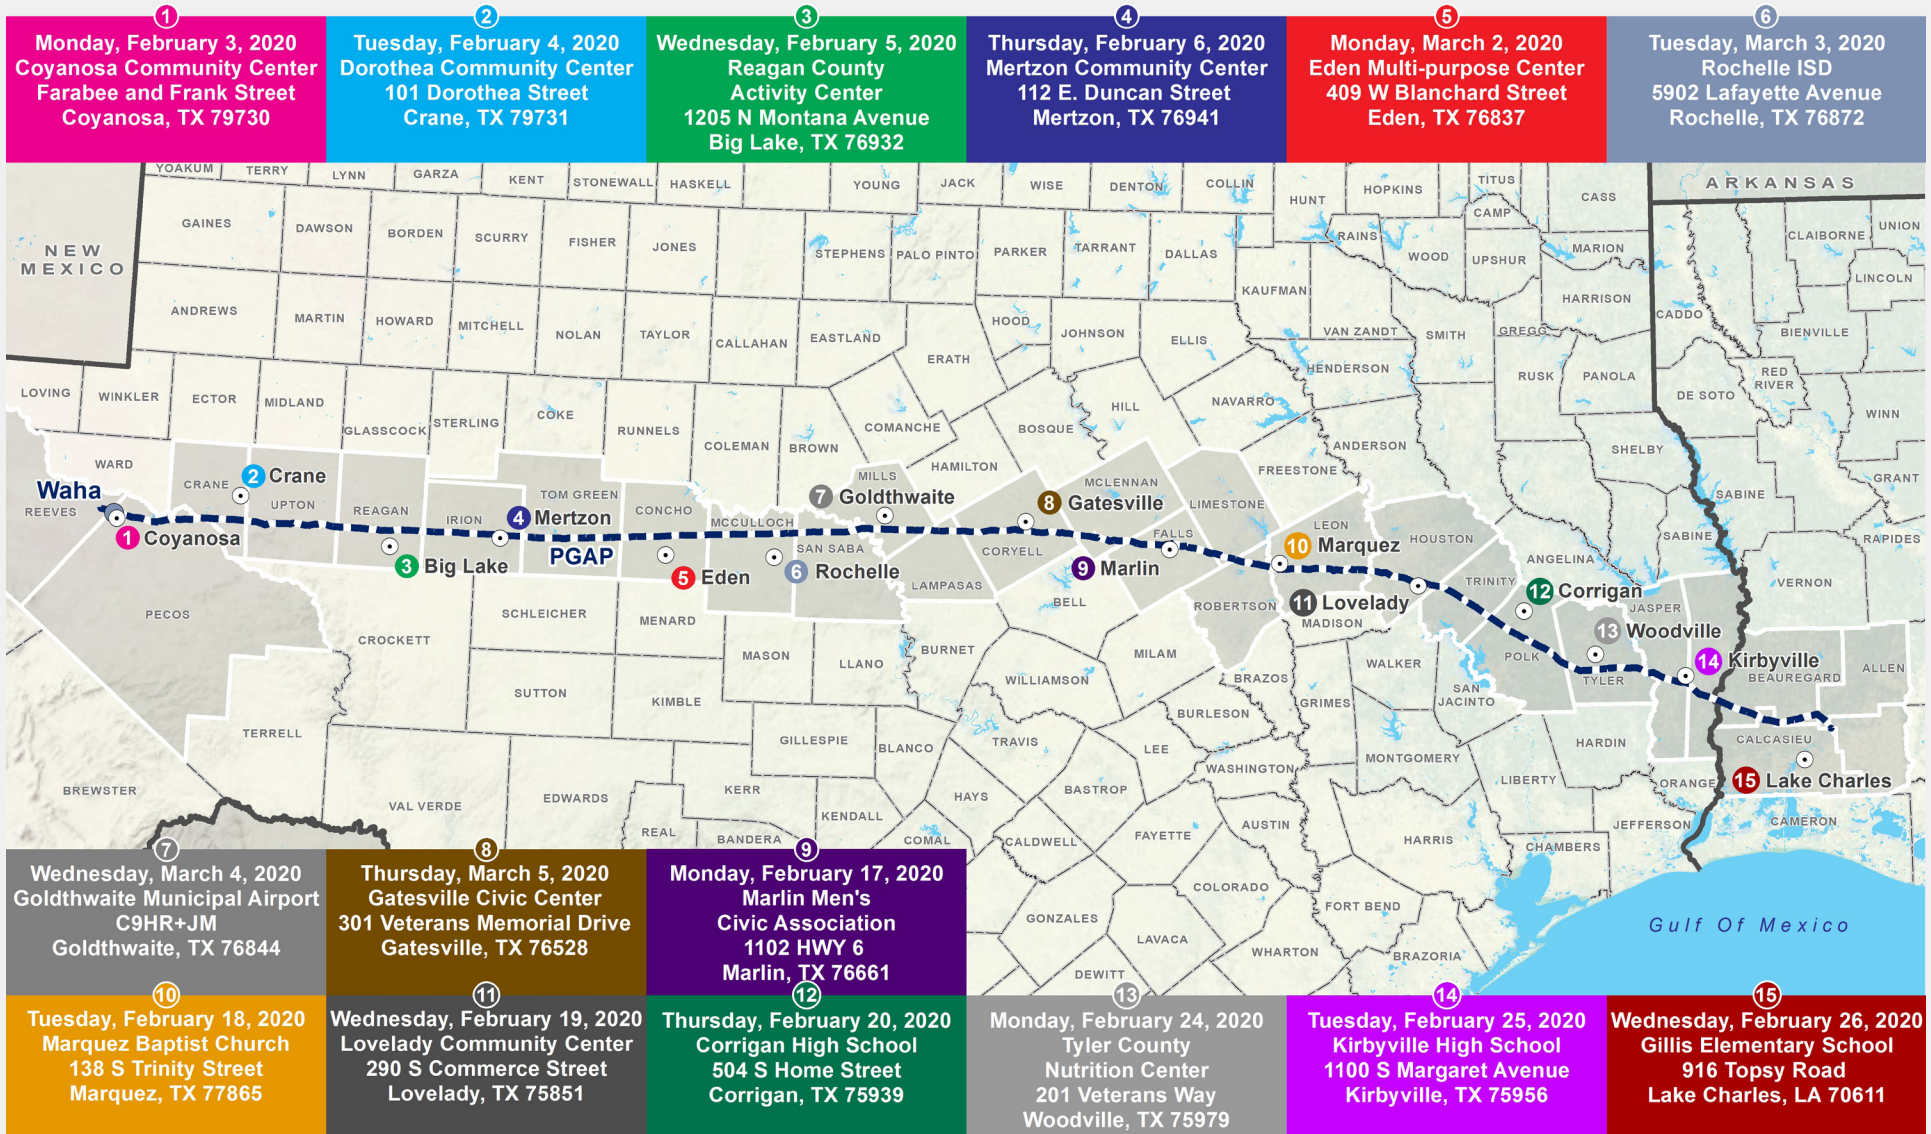 1
Monday, February 3, 2020
Coyanosa Community Center
Farabee and Frank Street
Coyanosa, TX 79730
2
Tuesday, February 4, 2020
Dorothea Community Center
101 Dorothea Street
Crane, TX 79731
3
Wednesday, February 5, 2020
Reagan County
Activity Center
1205 N Montana Avenue
Big Lake, TX 76932
4
Thursday, February 6, 2020
Mertzon Community Center
112 E. Duncan Street
Mertzon, TX 76941
5
Monday, March 2, 2020
Eden Multi-purpose Center
409 W Blanchard Street
Eden, TX 76837
6
Tuesday, March 3, 2020
Rochelle ISD
5902 Lafayette Avenue
Rochelle, TX 76872
YOAKUM
TERRY
LYNN
GARZA
KENT
STONEWALL
HASKELL
YOUNG
JACK
WISE
DENTON
COLLIN
HUNT
HOPKINS
TITUS
CAMP
CASS
ARKANSAS
NEW
MEXICO
GAINES
DAWSON
BORDEN
SCURRY
FISHER
JONES
STEPHENS
PALO PINTO
PARKER
TARRANT
DALLAS
RAINS
WOOD
UPSHUR
MARION
CLAIBORNE
UNION
LINCOLN
KAUFMAN
HARRISON
CADDO
BIENVILLE
ANDREWS
MARTIN
HOWARD
MITCHELL
NOLAN
TAYLOR
CALLAHAN
EASTLAND
ERATH
HOOD
JOHNSON
ELLIS
VAN ZANDT
SMITH
GREGG
HENDERSON
RUSK
PANOLA
DE SOTO
RED
RIVER
WINN
LOVING
WINKLER
ECTOR
MIDLAND
GLASSCOCK
STERLING
COKE
RUNNELS
COLEMAN
BROWN
COMANCHE
BOSQUE
HILL
NAVARRO
ANDERSON
SHELBY
WARD
CRANE
2 Crane
UPTON
REAGAN
IRION
TOM GREEN
CONCHO
MCCULLOCH
MILLS
HAMILTON
MCLENNAN
LIMESTONE
FREESTONE
SABINE
GRANT
Waha
REEVES
1 Coyanosa
3 Big Lake
4 Mertzon
PGAP
5 Eden
6 Rochelle
SAN SABA
7 Goldthwaite
8 Gatesville
CORYELL
LAMPASAS
9 Marlin
FALLS
BELL
10 Marquez
LEON
HOUSTON
ROBERTSON
11 Lovelady
MADISON
TRINITY
ANGELINA
12 Corrigan
SABINE
RAPIDES
VERNON
JASPER
13 Woodville
14 Kirbyville
BEAUREGARD
ALLEN
PECOS
CROCKETT
SCHLEICHER
MENARD
MASON
LLANO
BURNET
WILLIAMSON
MILAM
BRAZOS
GRIMES
WALKER
SAN
JACINTO
POLK
TYLER
TERRELL
SUTTON
KIMBLE
GILLESPIE
BLANCO
TRAVIS
LEE
BURLESON
WASHINGTON
MONTGOMERY
LIBERTY
HARDIN
ORANGE
CALCASIEU
15 Lake Charles
BREWSTER
VAL VERDE
EDWARDS
REAL
KERR
BANDERA
KENDALL
COMAL
HAYS
CALDWELL
BASTROP
FAYETTE
AUSTIN
HARRIS
CHAMBERS
JEFFERSON
CAMERON
GONZALES
LAVACA
DEWITT
COLORADO
WHARTON
FORT BEND
BRAZORIA
Gulf Of Mexico
7
Wednesday, March 4, 2020
Goldthwaite Municipal Airport
C9HR+JM
Goldthwaite, TX 76844
8
Thursday, March 5, 2020
Gatesville Civic Center
301 Veterans Memorial Drive
Gatesville, TX 76528
9
Monday, February 17, 2020
Marlin Men's
Civic Association
1102 HWY 6
Marlin, TX 76661
10
Tuesday, February 18, 2020
Marquez Baptist Church
138 S Trinity Street
Marquez, TX 77865
11
Wednesday, February 19, 2020
Lovelady Community Center
290 S Commerce Street
Lovelady, TX 75851
12
Thursday, February 20, 2020
Corrigan High School
504 S Home Street
Corrigan, TX 75939
13
Monday, February 24, 2020
Tyler County
Nutrition Center
201 Veterans Way
Woodville, TX 75979
14
Tuesday, February 25, 2020
Kirbyville High School
1100 S Margaret Avenue
Kirbyville, TX 75956
15
Wednesday, February 26, 2020
Gillis Elementary School
916 Topsy Road
Lake Charles, LA 70611